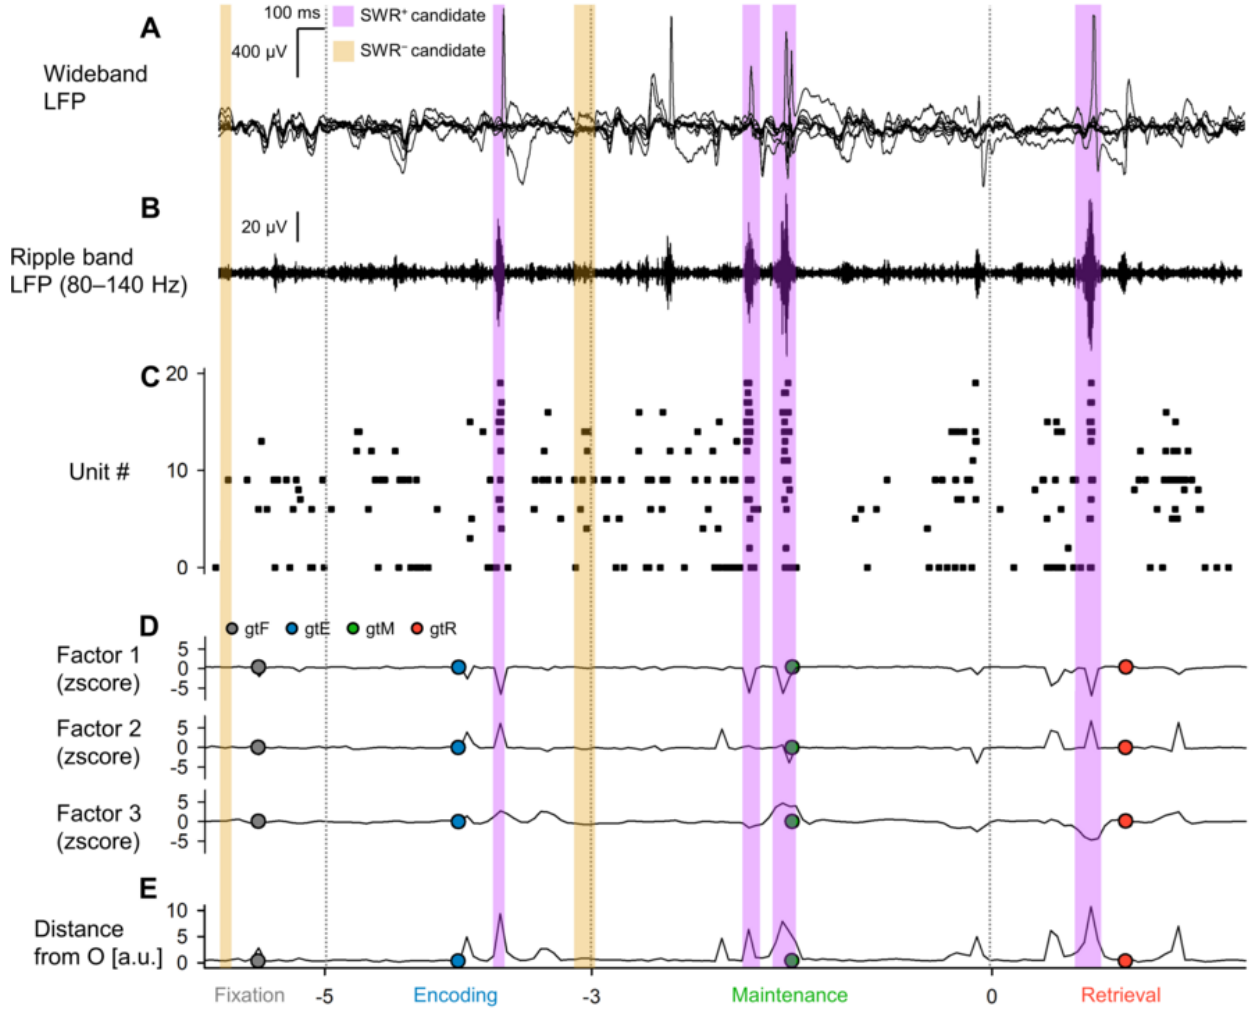 A
100 ms
400 µV
SWR⁺ candidate
SWR⁻ candidate
Wideband
LFP
B
20 µV
Ripple band
LFP (80–140 Hz)
C
20
10
0
Unit #
D
gtF gtE gtM gtR
Factor 1
(zscore)
5
0
-5
Factor 2
(zscore)
5
0
-5
Factor 3
(zscore)
5
0
-5
E
Distance
from O [a.u.]
10
5
0
Fixation -5 Encoding -3 Maintenance 0 Retrieval